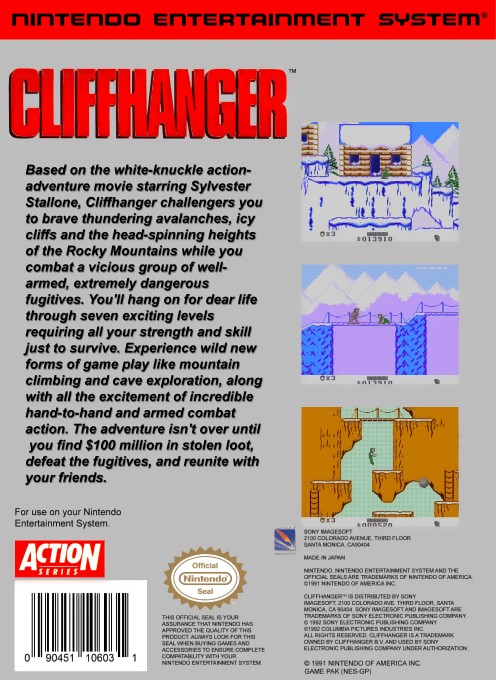 NINTENDO ENTERTAINMENT SYSTEM®
CLIFFHANGER™
Based on the white-knuckle action-
adventure movie starring Sylvester
Stallone, Cliffhanger challengers you
to brave thundering avalanches, icy
cliffs and the head-spinning heights
of the Rocky Mountains while you
combat a vicious group of well-
armed, extremely dangerous
fugitives. You'll hang on for dear life
through seven exciting levels
requiring all your strength and skill
just to survive. Experience wild new
forms of game play like mountain
climbing and cave exploration, along
with all the excitement of incredible
hand-to-hand and armed combat
action. The adventure isn't over until
you find $100 million in stolen loot,
defeat the fugitives, and reunite with
your friends.
X3
$013910
X3
$013910
X3
$000520
For use on your Nintendo
Entertainment System.
ACTION
SERIES
0 90451 10603 1
Official
Nintendo®
Seal
THIS OFFICIAL SEAL IS YOUR
ASSURANCE THAT NINTENDO HAS
APPROVED THE QUALITY OF THIS
PRODUCT. ALWAYS LOOK FOR THIS
SEAL WHEN BUYING GAMES AND
ACCESSORIES TO ENSURE COMPLETE
COMPATABILITY WITH YOUR
NINTENDO ENTERTAINMENT SYSTEM.
SONY IMAGESOFT
2100 COLORADO AVENUE, THIRD FLOOR
SANTA MONICA, CA90404
MADE IN JAPAN
NINTENDO, NINTENDO ENTERTAINMENT SYSTEM AND THE
OFFICIAL SEALS ARE TRADEMARKS OF NINTENDO OF AMERICA.
©1991 NINTENDO OF AMERICA INC.
CLIFFHANGER™ IS DISTRIBUTED BY SONY
IMAGESOFT, 2100 COLORADO AVE. THIRD FLOOR, SANTA
MONICA, CA 90404. SONY IMAGESOFT AND IMAGESOFT ARE
TRADEMARKS OF SONY ELECTRONIC PUBLISHING COMPANY.
© 1992 SONY ELECTRONIC PUBLISHING COMPANY
©1992 COLUMBIA PICTURES INDUSTRIES INC.
ALL RIGHTS RESERVED. CLIFFHANGER IS A TRADEMARK
OWNED BY CLIFFHANGER B.V. AND USED BY SONY
ELECTRONIC PUBLISHING COMPANY UNDER AUTHORIZATION
© 1991 NINTENDO OF AMERICA INC.
GAME PAK (NES-GP)